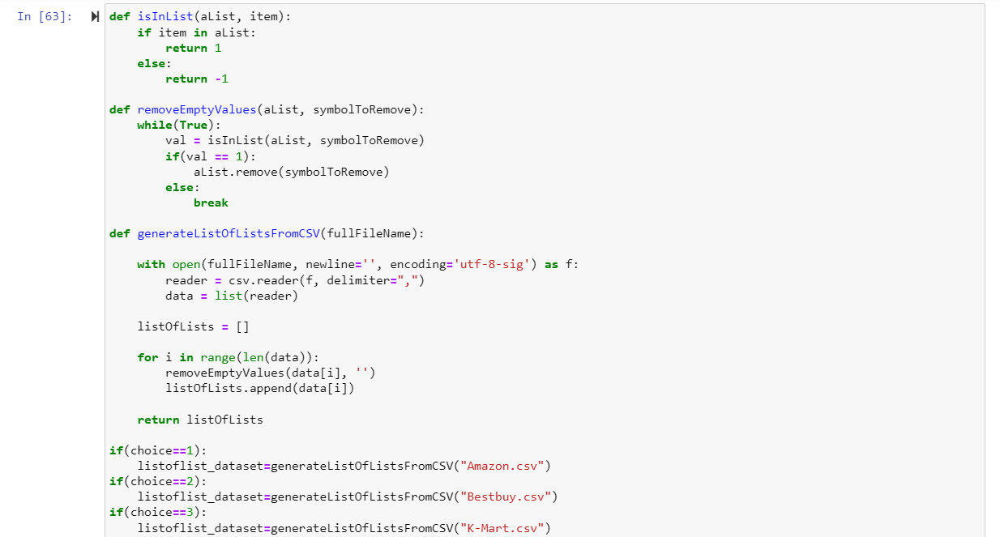 In [63]:
def isInList(aList, item):
    if item in aList:
        return 1
    else:
        return -1

def removeEmptyValues(aList, symbolToRemove):
    while(True):
        val = isInList(aList, symbolToRemove)
        if(val == 1):
            aList.remove(symbolToRemove)
        else:
            break

def generateListOfListsFromCSV(fullFileName):

    with open(fullFileName, newline='', encoding='utf-8-sig') as f:
        reader = csv.reader(f, delimiter=",")
        data = list(reader)

    listOfLists = []

    for i in range(len(data)):
        removeEmptyValues(data[i], '')
        listOfLists.append(data[i])

    return listOfLists

if(choice==1):
    listoflist_dataset=generateListOfListsFromCSV("Amazon.csv")
if(choice==2):
    listoflist_dataset=generateListOfListsFromCSV("Bestbuy.csv")
if(choice==3):
    listoflist_dataset=generateListOfListsFromCSV("K-Mart.csv")